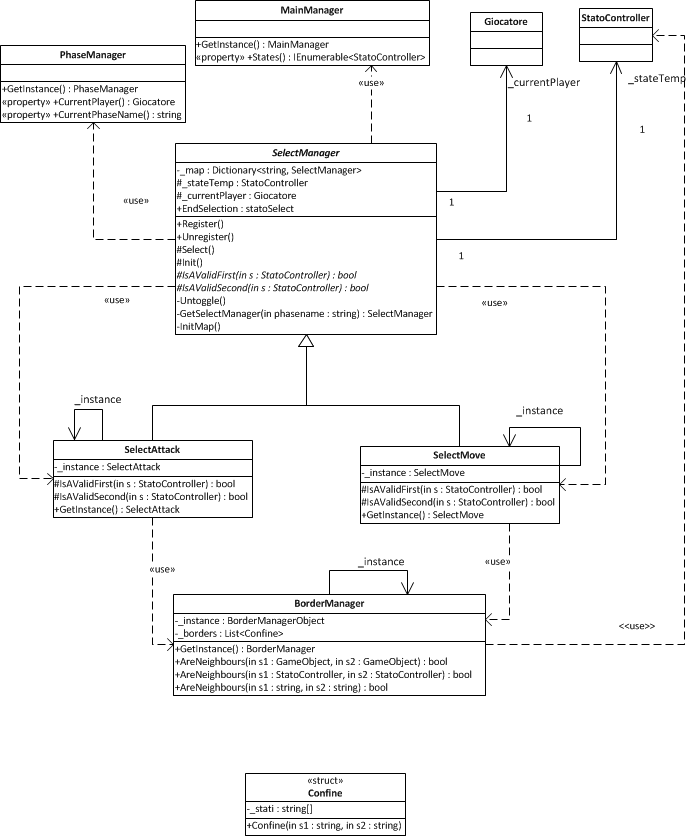 MainManager
+GetInstance() : MainManager
«property» +States() : IEnumerable<StatoController>
Giocatore
StatoController
PhaseManager
+GetInstance() : PhaseManager
«property» +CurrentPlayer() : Giocatore
«property» +CurrentPhaseName() : string
«use»
_currentPlayer
1
_stateTemp
1
SelectManager
-_map : Dictionary<string, SelectManager>
#_stateTemp : StatoController
#_currentPlayer : Giocatore
+EndSelection : statoSelect
+Register()
+Unregister()
#Select()
#Init()
#IsAValidFirst(in s : StatoController) : bool
#IsAValidSecond(in s : StatoController) : bool
-Untoggle()
-GetSelectManager(in phasename : string) : SelectManager
-InitMap()
«use»
1
1
«use»
«use»
_instance
SelectAttack
-_instance : SelectAttack
#IsAValidFirst(in s : StatoController) : bool
#IsAValidSecond(in s : StatoController) : bool
+GetInstance() : SelectAttack
_instance
SelectMove
-_instance : SelectMove
#IsAValidFirst(in s : StatoController) : bool
#IsAValidSecond(in s : StatoController) : bool
+GetInstance() : SelectMove
«use»
«use»
_instance
BorderManager
-_instance : BorderManagerObject
-_borders : List<Confine>
+GetInstance() : BorderManager
+AreNeighbours(in s1 : GameObject, in s2 : GameObject) : bool
+AreNeighbours(in s1 : StatoController, in s2 : StatoController) : bool
+AreNeighbours(in s1 : string, in s2 : string) : bool
<<use>>
«struct»
Confine
-_stati : string[]
+Confine(in s1 : string, in s2 : string)